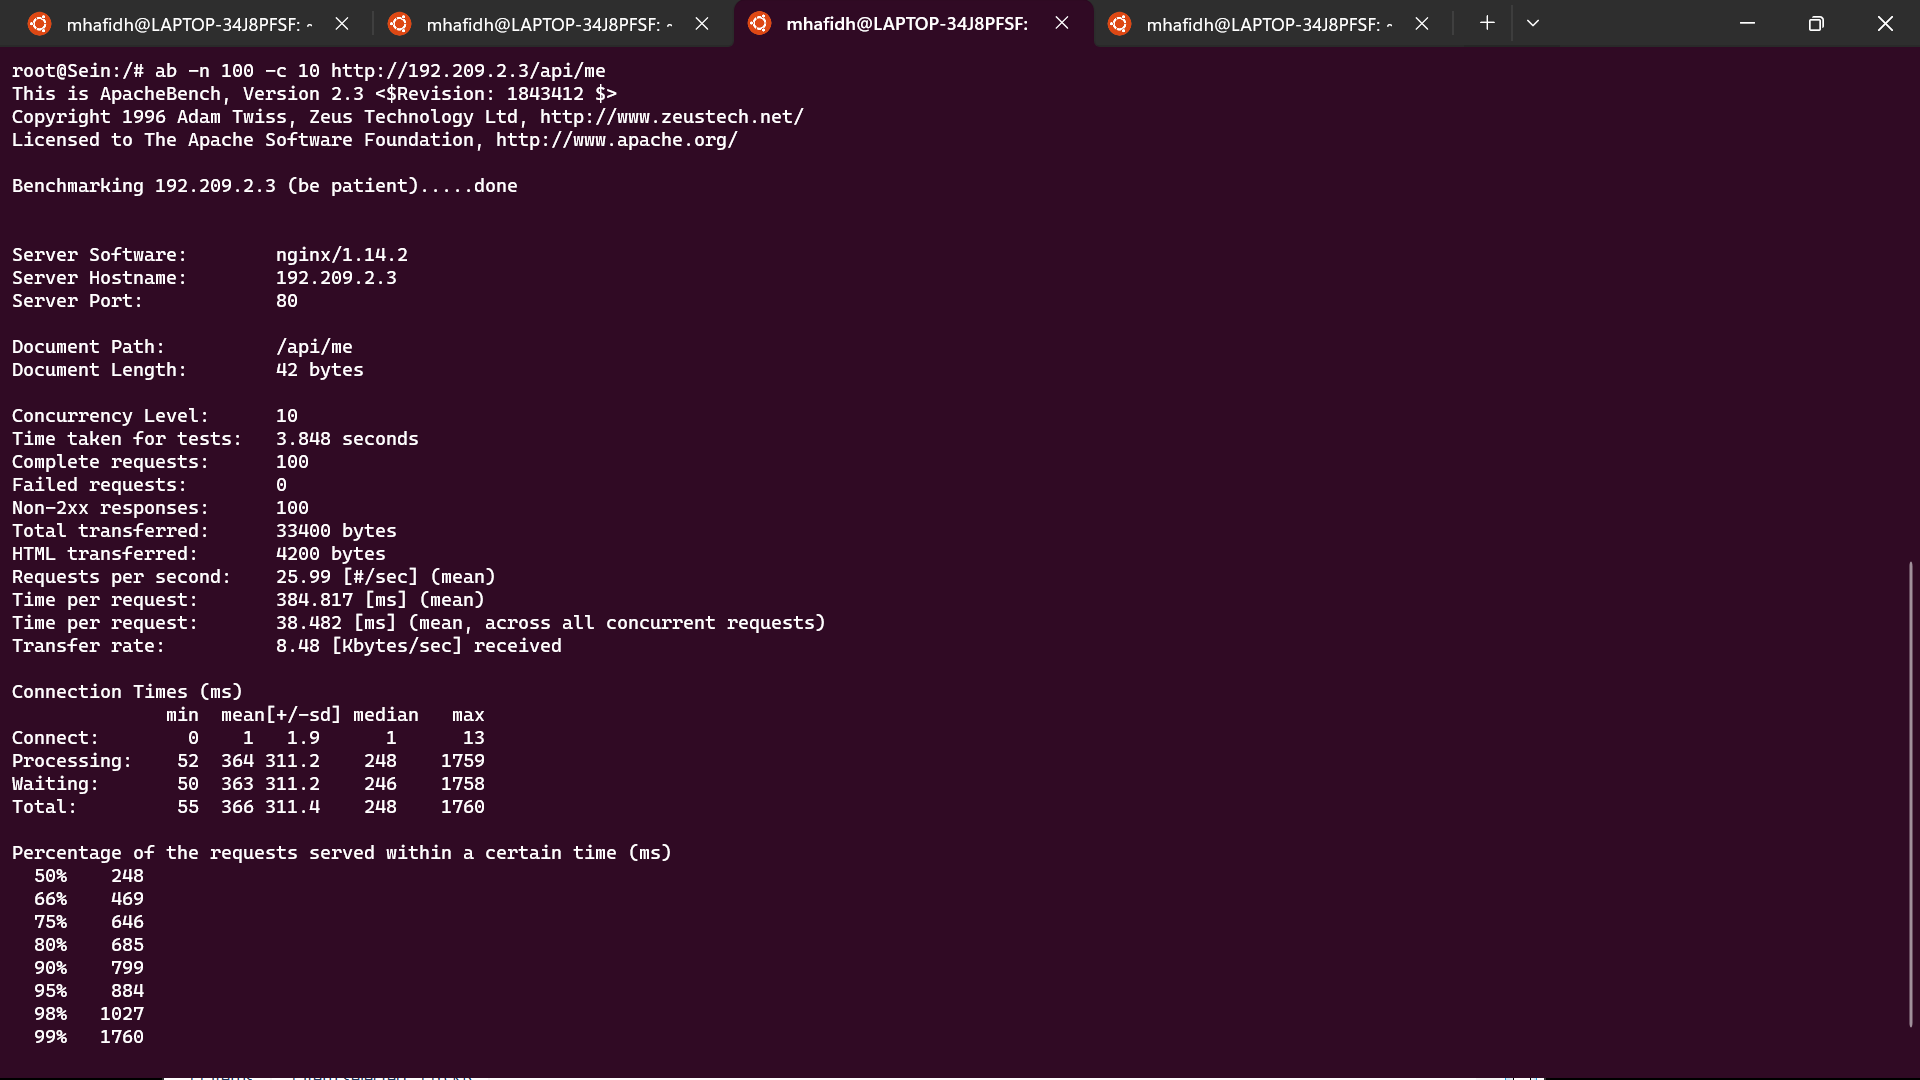 mhafidh@LAPTOP-34J8PFSF: ~ mhafidh@LAPTOP-34J8PFSF: ~ mhafidh@LAPTOP-34J8PFSF: mhafidh@LAPTOP-34J8PFSF: ~
root@Sein:/# ab -n 100 -c 10 http://192.209.2.3/api/me
This is ApacheBench, Version 2.3 <$Revision: 1843412 $>
Copyright 1996 Adam Twiss, Zeus Technology Ltd, http://www.zeustech.net/
Licensed to The Apache Software Foundation, http://www.apache.org/
Benchmarking 192.209.2.3 (be patient).....done
Server Software:        nginx/1.14.2
Server Hostname:        192.209.2.3
Server Port:            80
Document Path:          /api/me
Document Length:        42 bytes
Concurrency Level:      10
Time taken for tests:   3.848 seconds
Complete requests:      100
Failed requests:        0
Non-2xx responses:      100
Total transferred:      33400 bytes
HTML transferred:       4200 bytes
Requests per second:    25.99 [#/sec] (mean)
Time per request:       384.817 [ms] (mean)
Time per request:       38.482 [ms] (mean, across all concurrent requests)
Transfer rate:          8.48 [Kbytes/sec] received
Connection Times (ms)
              min  mean[+/-sd] median   max
Connect:        0    1   1.9      1      13
Processing:    52  364 311.2    248    1759
Waiting:       50  363 311.2    246    1758
Total:         55  366 311.4    248    1760
Percentage of the requests served within a certain time (ms)
  50%    248
  66%    469
  75%    646
  80%    685
  90%    799
  95%    884
  98%   1027
  99%   1760